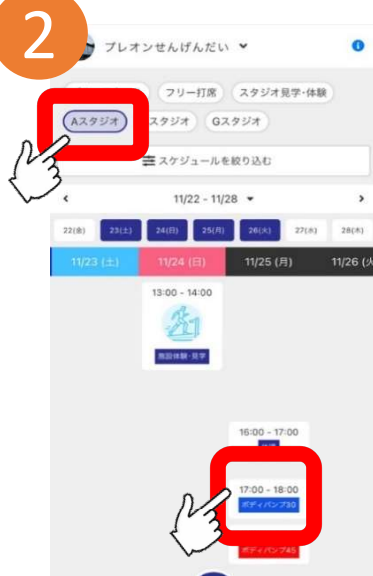 2
プレオンせんげんだい
フリー打席 スタジオ見学・体験
Aスタジオ スタジオ Gスタジオ
スケジュールを絞り込む
11/22 - 11/28
22(金) 23(土) 24(日) 25(月) 26(火) 27(水) 28(木)
11/23 (土) 11/24 (日) 11/25 (月) 11/26 (火
13:00 - 14:00
施設体験・見学
16:00 - 17:00
17:00 - 18:00
ボディパンプ30
ボディパンプ45